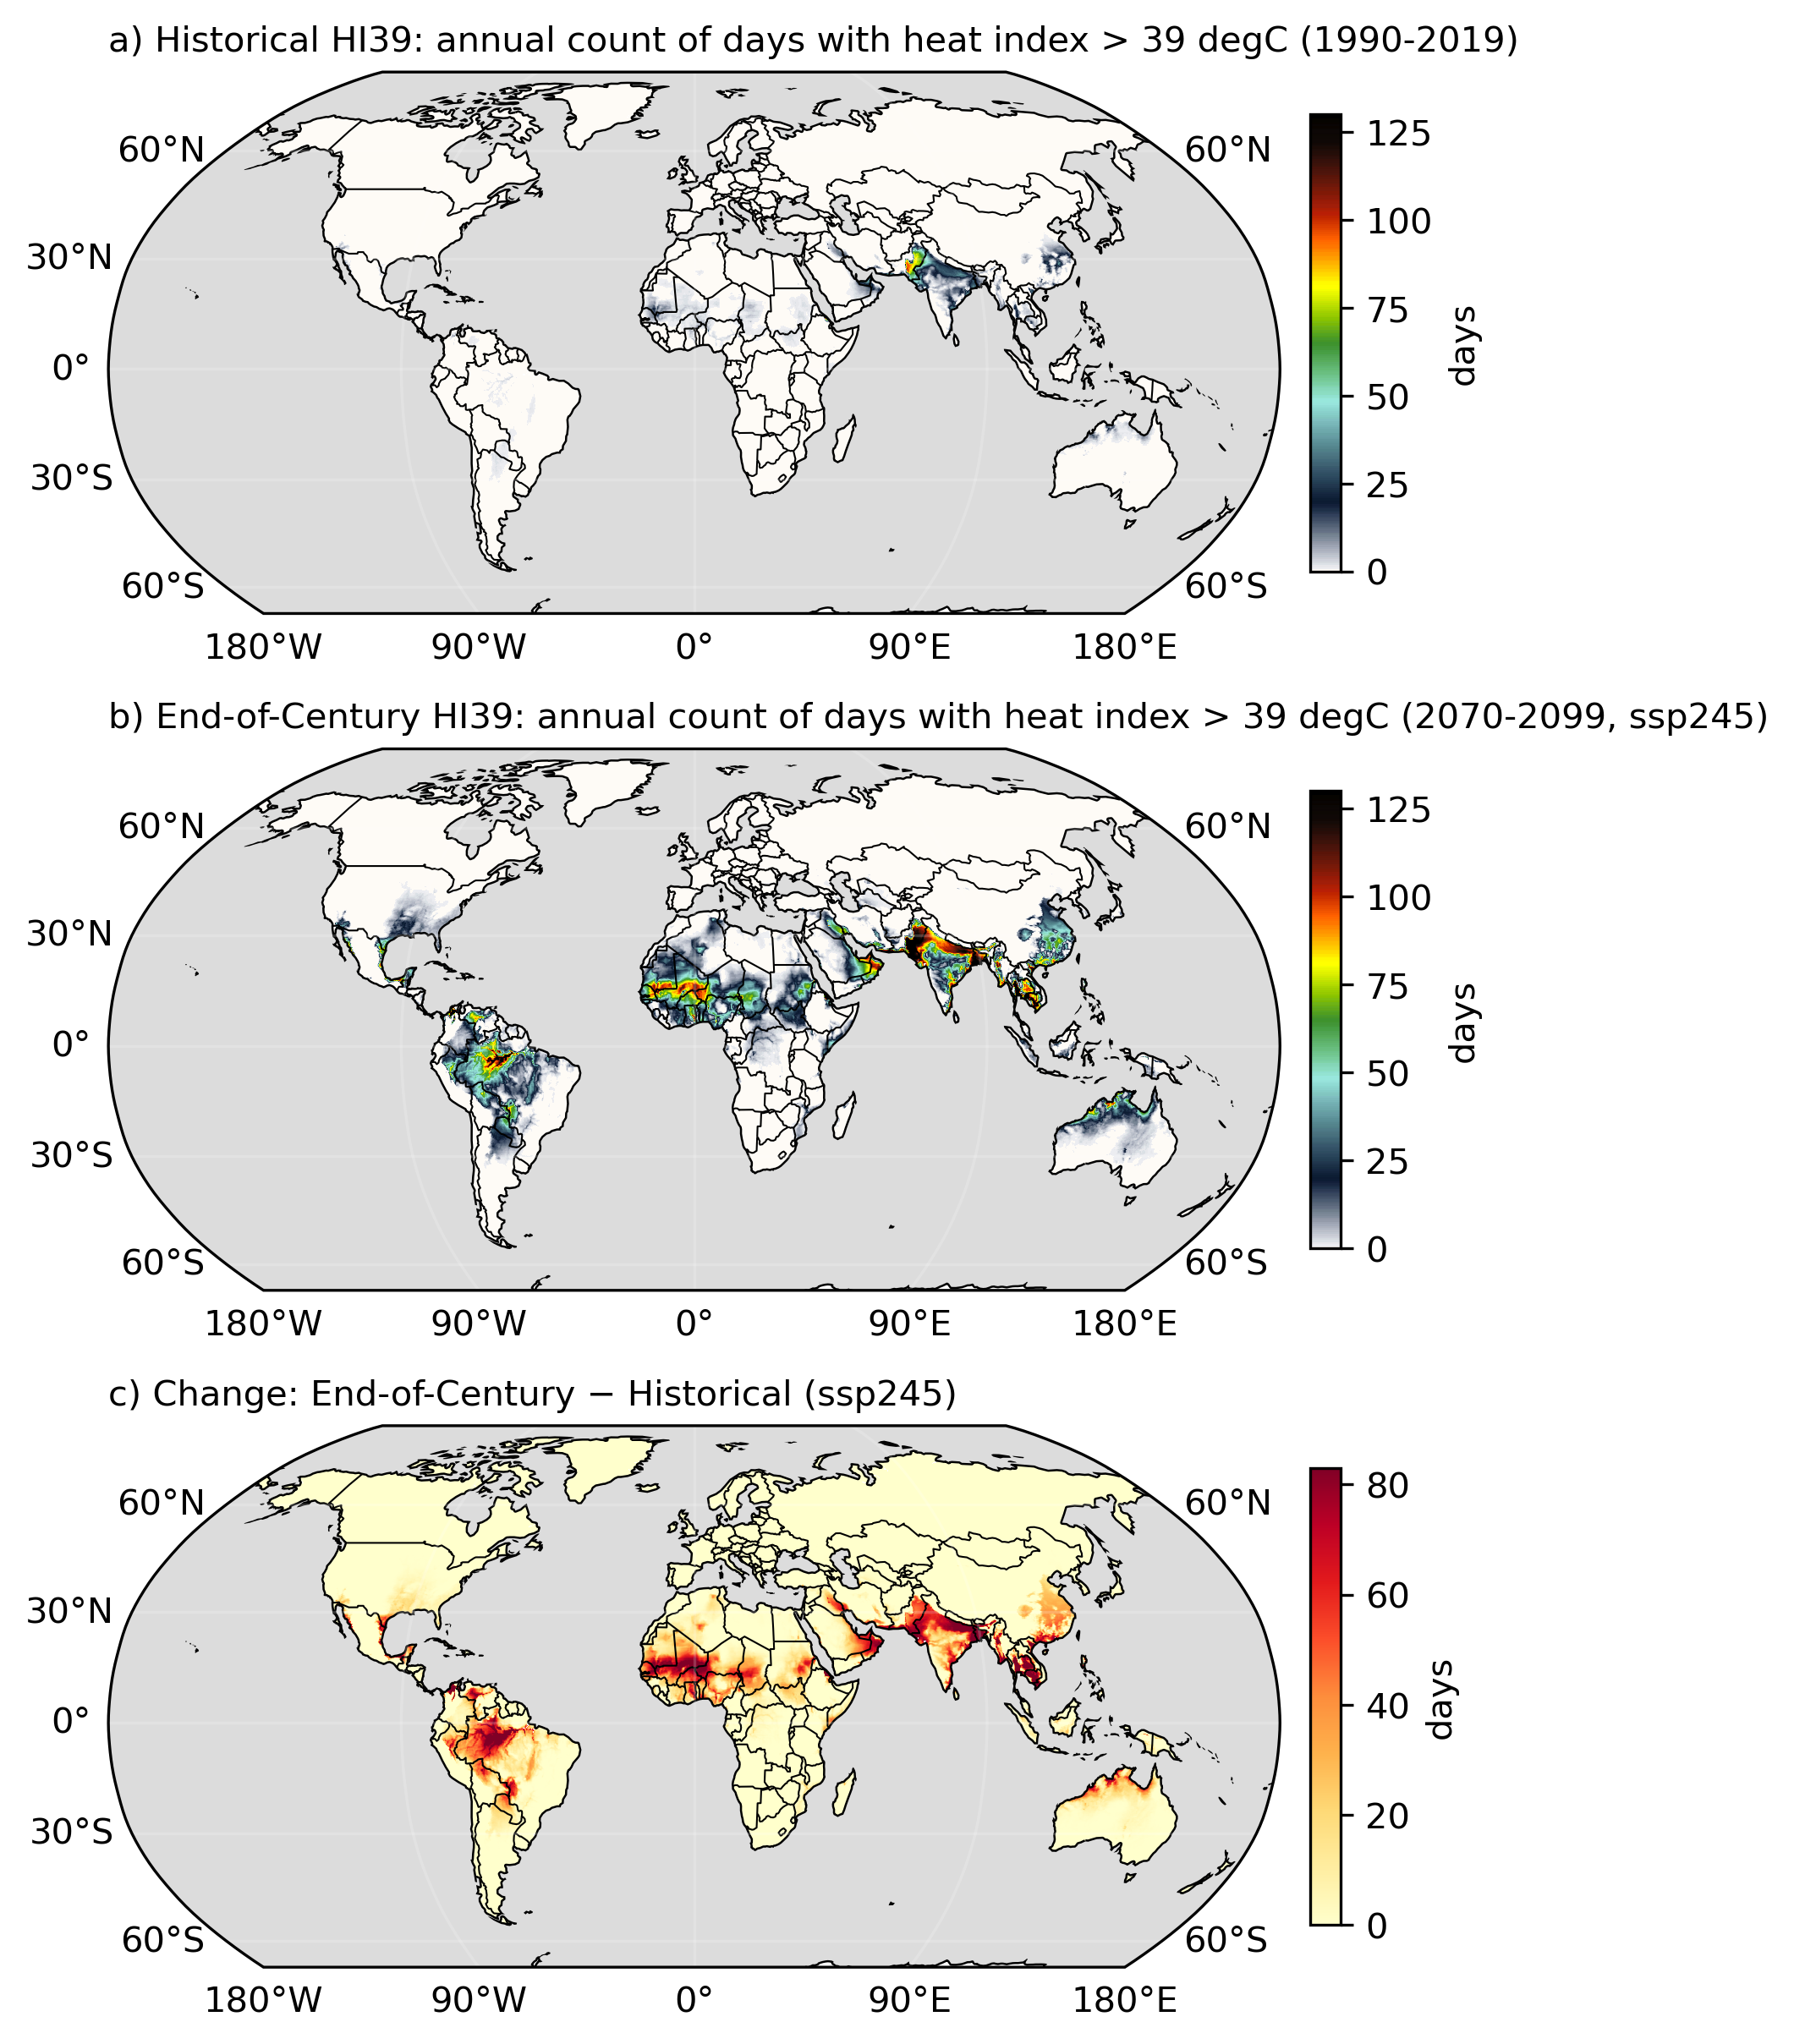 a) Historical HI39: annual count of days with heat index > 39 degC (1990-2019)
60°N 60°N
30°N
0°
30°S
60°S 60°S
180°W 90°W 0° 90°E 180°E
125
100
75
50
25
0
days
b) End-of-Century HI39: annual count of days with heat index > 39 degC (2070-2099, ssp245)
60°N 60°N
30°N
0°
30°S
60°S 60°S
180°W 90°W 0° 90°E 180°E
125
100
75
50
25
0
days
c) Change: End-of-Century − Historical (ssp245)
60°N 60°N
30°N
0°
30°S
60°S 60°S
180°W 90°W 0° 90°E 180°E
80
60
40
20
0
days